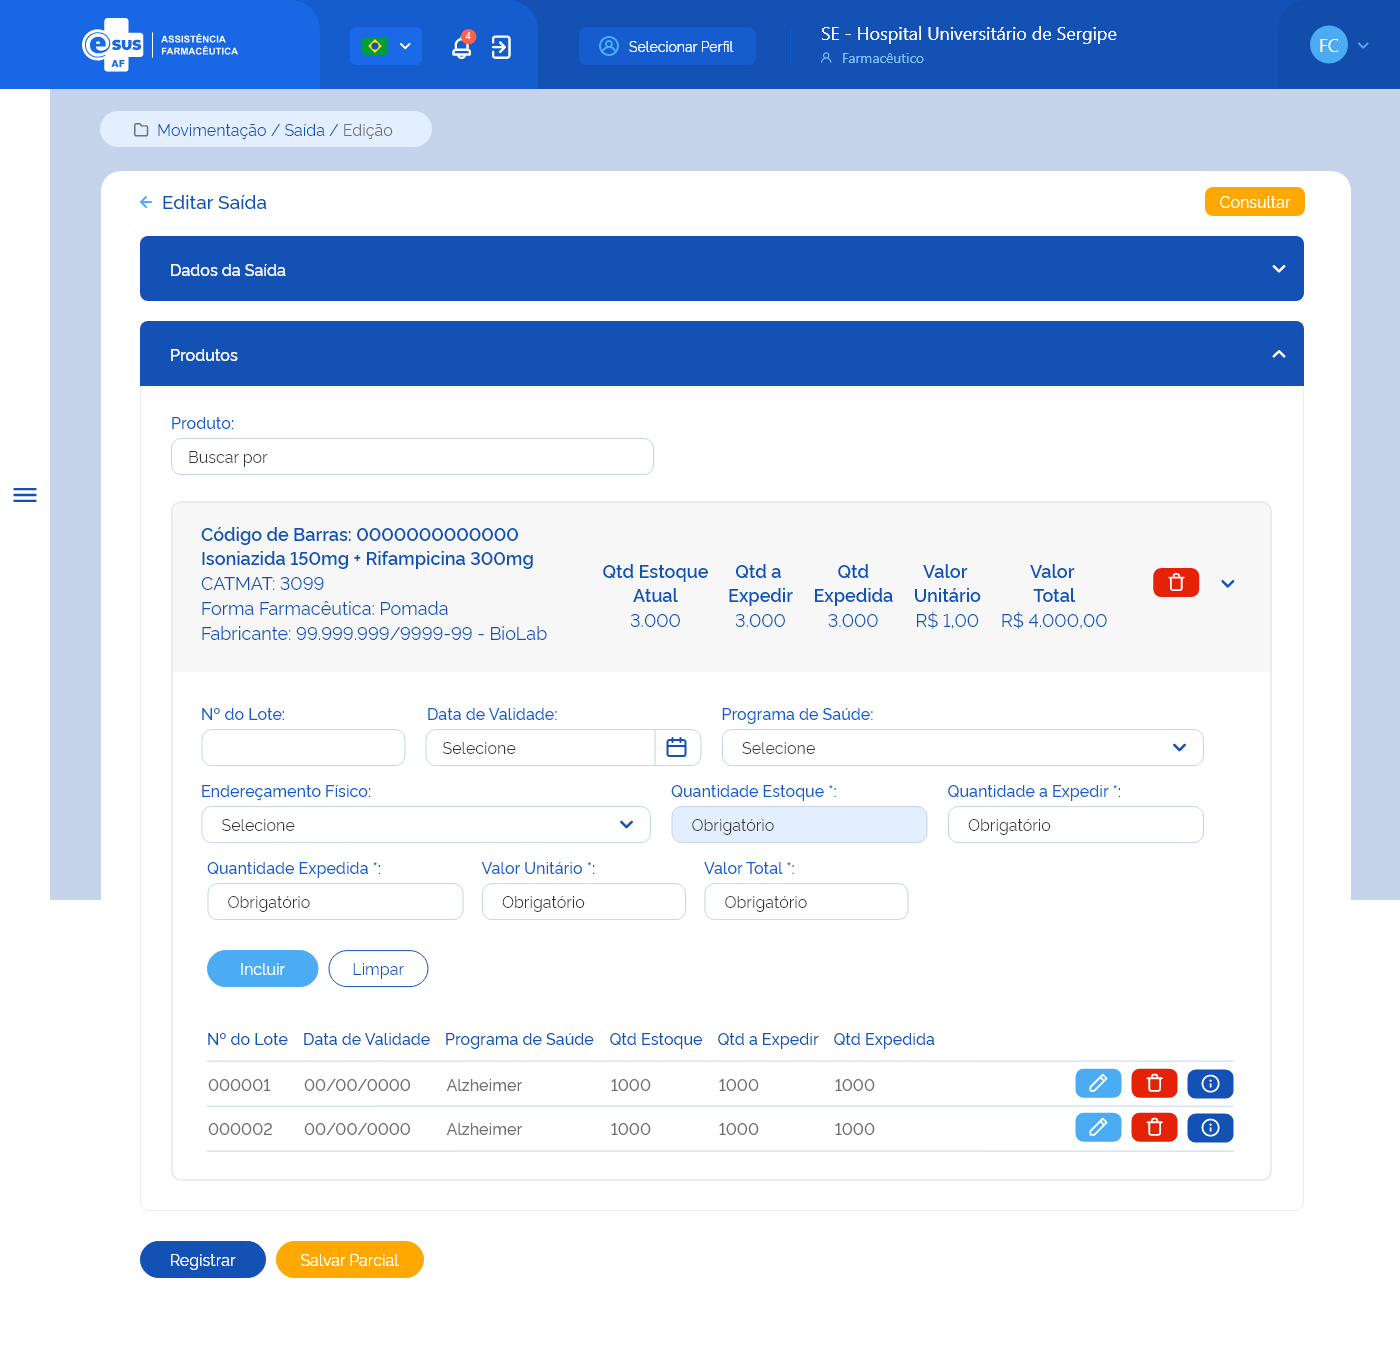 e SUS
AF
ASSISTÊNCIA
FARMACÊUTICA
4
Selecionar Perfil
SE - Hospital Universitário de Sergipe
Farmacêutico
FC
Movimentação / Saída / Edição
Editar Saída
Consultar
Dados da Saída
Produtos
Produto:
Buscar por
Código de Barras: 0000000000000
Isoniazida 150mg + Rifampicina 300mg
CATMAT: 3099
Forma Farmacêutica: Pomada
Fabricante: 99.999.999/9999-99 - BioLab
Qtd Estoque Qtd a Qtd Valor Valor
Atual Expedir Expedida Unitário Total
3.000 3.000 3.000 R$ 1,00 R$ 4.000,00
Nº do Lote: Data de Validade: Programa de Saúde:
Selecione Selecione
Endereçamento Físico: Quantidade Estoque *: Quantidade a Expedir *:
Selecione Obrigatório Obrigatório
Quantidade Expedida *: Valor Unitário *: Valor Total *:
Obrigatório Obrigatório Obrigatório
Incluir Limpar
Nº do Lote Data de Validade Programa de Saúde Qtd Estoque Qtd a Expedir Qtd Expedida
000001 00/00/0000 Alzheimer 1000 1000 1000
000002 00/00/0000 Alzheimer 1000 1000 1000
Registrar Salvar Parcial